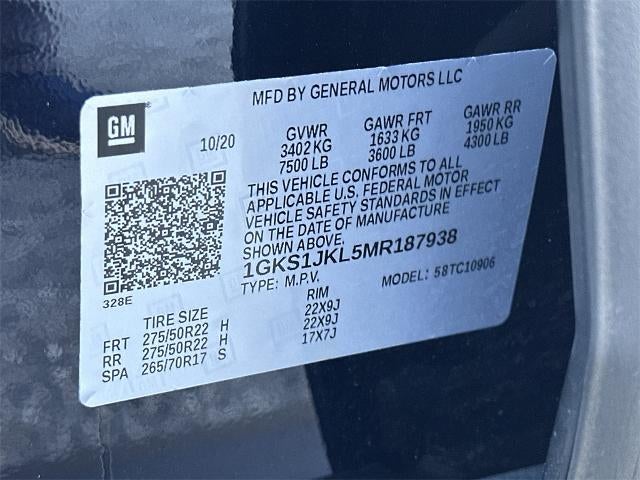 MFD BY GENERAL MOTORS LLC
GM
10/20
GVWR GAWR FRT GAWR RR
3402 KG 1633 KG 1950 KG
7500 LB 3600 LB 4300 LB
THIS VEHICLE CONFORMS TO ALL
APPLICABLE U.S. FEDERAL MOTOR
VEHICLE SAFETY STANDARDS IN EFFECT
ON THE DATE OF MANUFACTURE
SHOWN ABOVE.
1GKS1JKL5MR187938
TYPE: M.P.V. MODEL: 58TC10906
328E
TIRE SIZE RIM
FRT 275/50R22 H 22X9J
RR 275/50R22 H 22X9J
SPA 265/70R17 S 17X7J